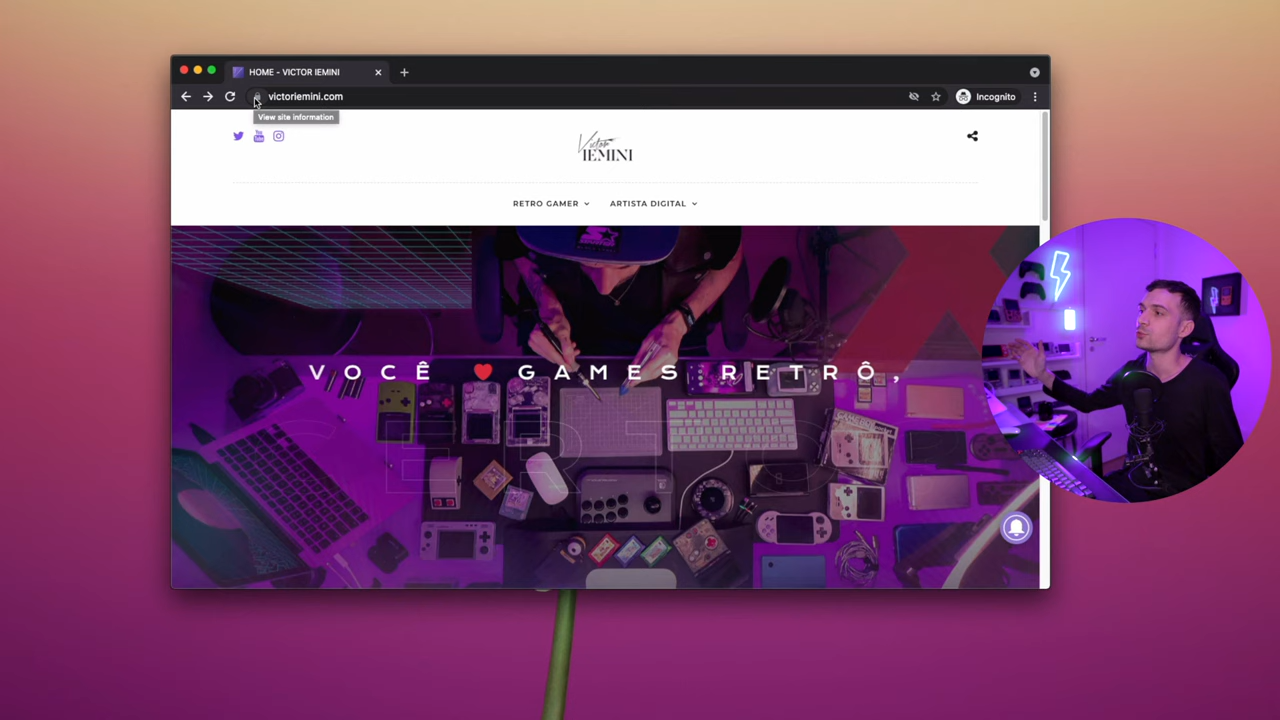 HOME - VICTOR IEMINI
victoriemini.com
Incognito
View site information
Victor
IEMINI
RETRO GAMER
ARTISTA DIGITAL
VOCÊ ❤ GAMES RETRÔ,